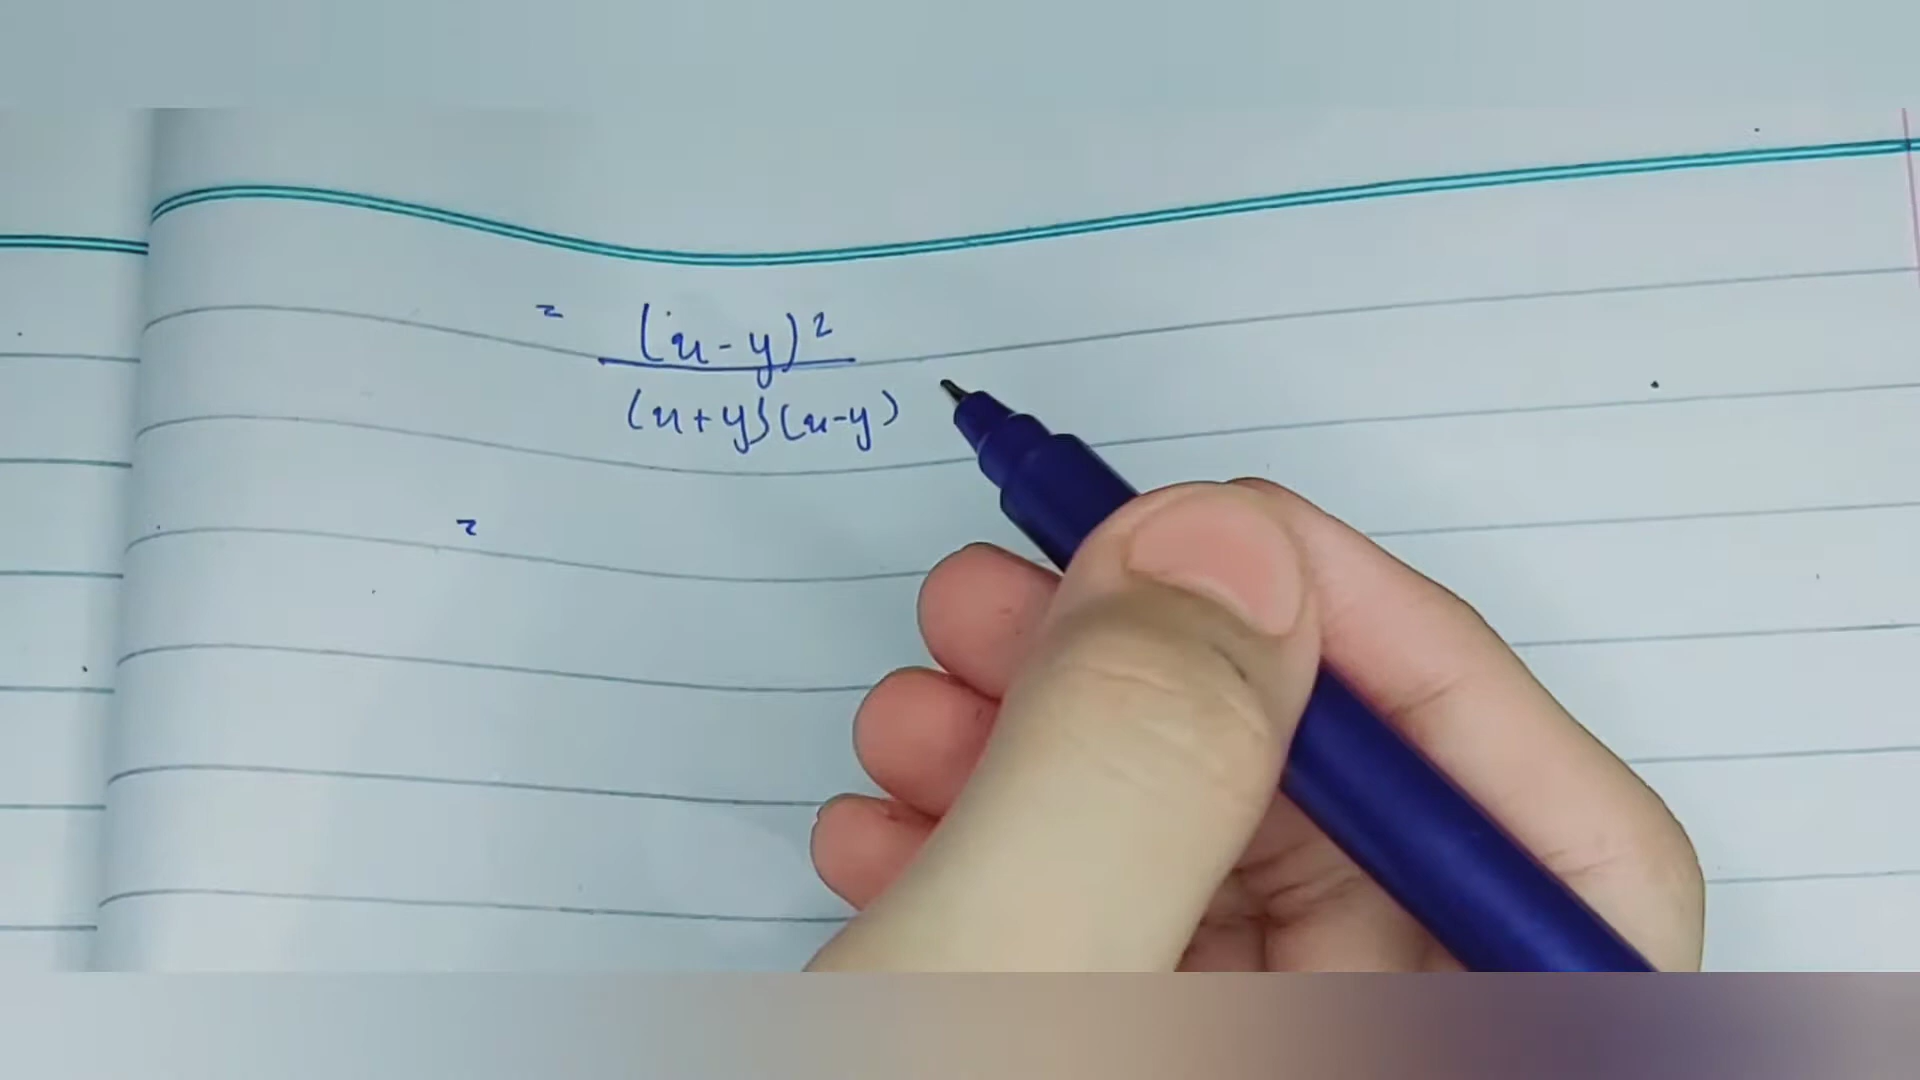 = (x-y)²
(x+y)(x-y)
=